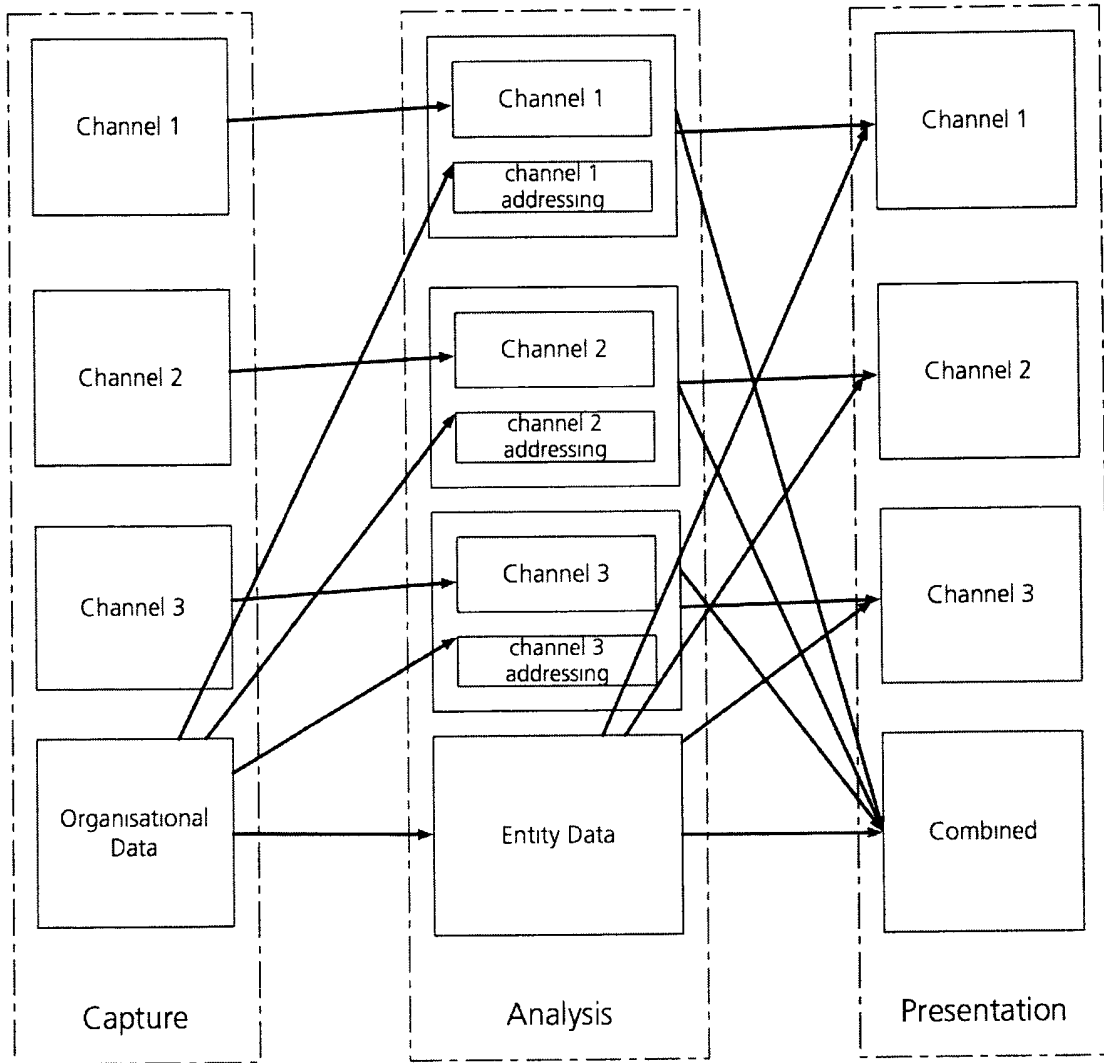 Channel 1
Channel 2
Channel 3
Organisational
Data
Capture
Channel 1
channel 1
addressing
Channel 2
channel 2
addressing
Channel 3
channel 3
addressing
Entity Data
Analysis
Channel 1
Channel 2
Channel 3
Combined
Presentation